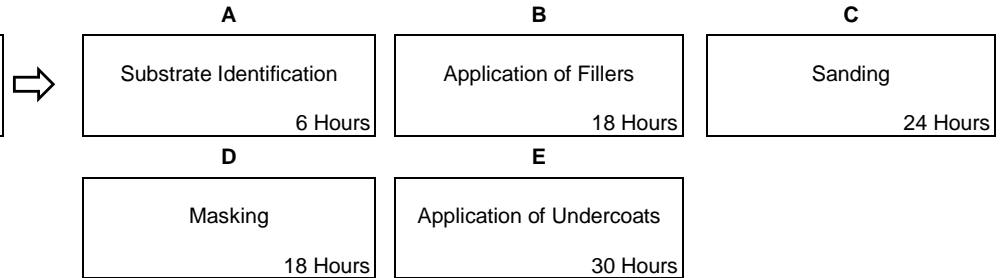 A
B
C
Substrate Identification
6 Hours
Application of Fillers
18 Hours
Sanding
24 Hours
D
E
Masking
18 Hours
Application of Undercoats
30 Hours